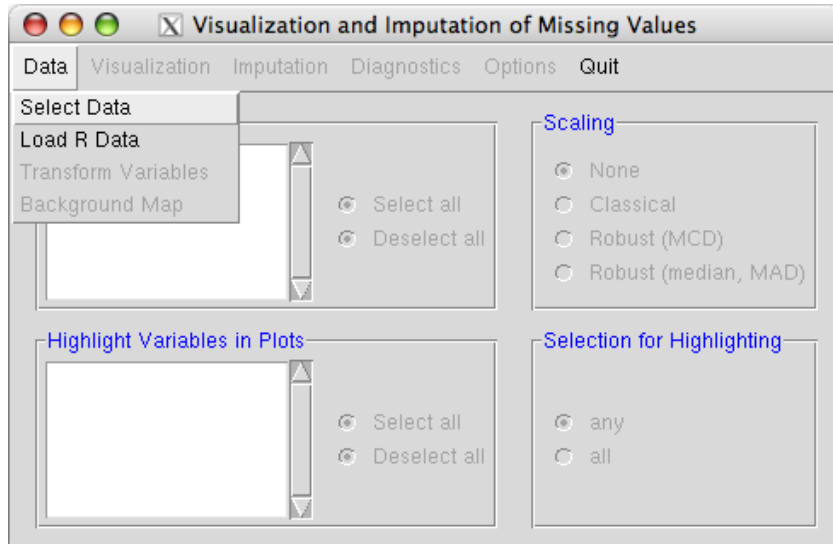 Visualization and Imputation of Missing Values
Data Visualization Imputation Diagnostics Options Quit
Select Data
Load R Data
Transform Variables
Background Map
Select all
Deselect all
Scaling
None
Classical
Robust (MCD)
Robust (median, MAD)
Highlight Variables in Plots
Select all
Deselect all
Selection for Highlighting
any
all